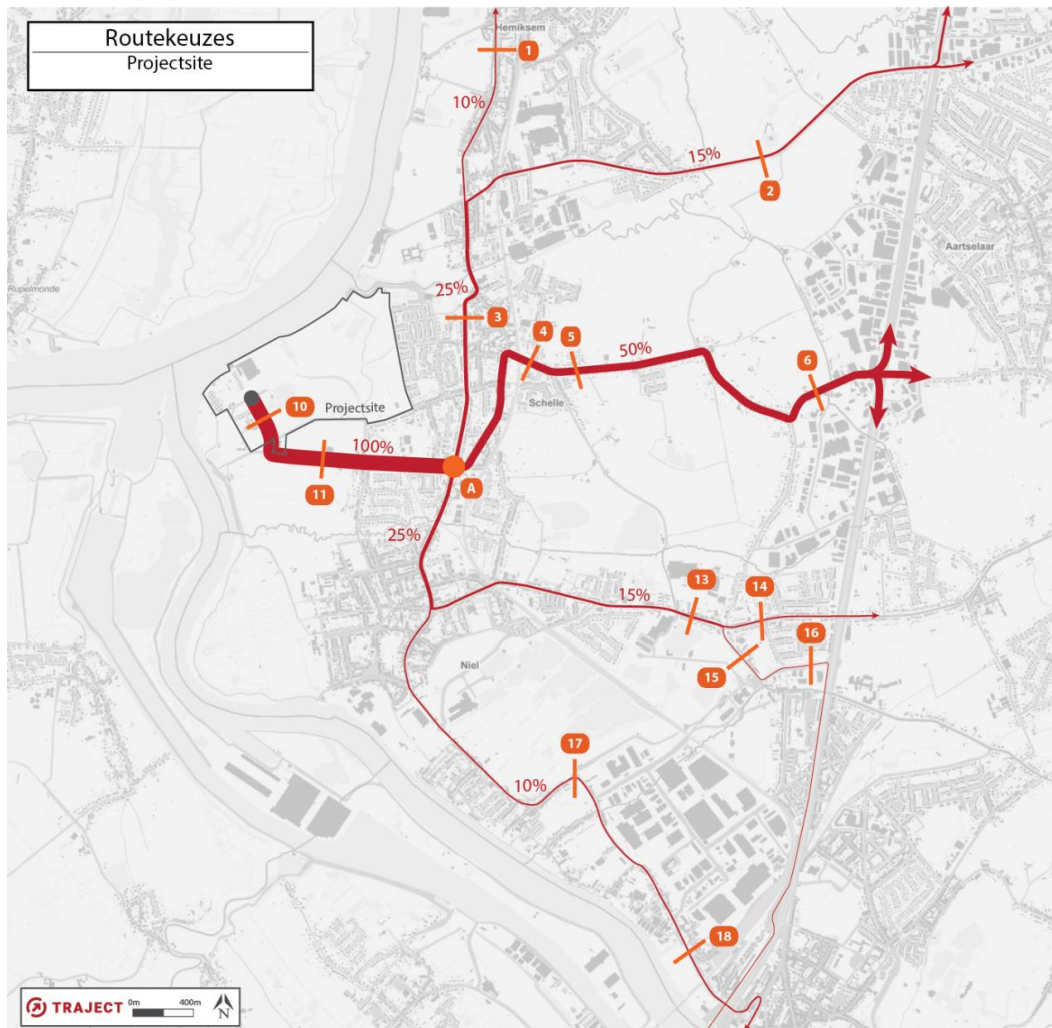 Routekeuzes
Projectsite
Hemiksem
1
10%
15%
2
Aartselaar
Rupelmonde
25%
3
4
5
50%
6
10
Projectsite
Schelle
100%
11
A
25%
13
14
15%
16
Niel
15
17
10%
18
TRAJECT
0m 400m
N